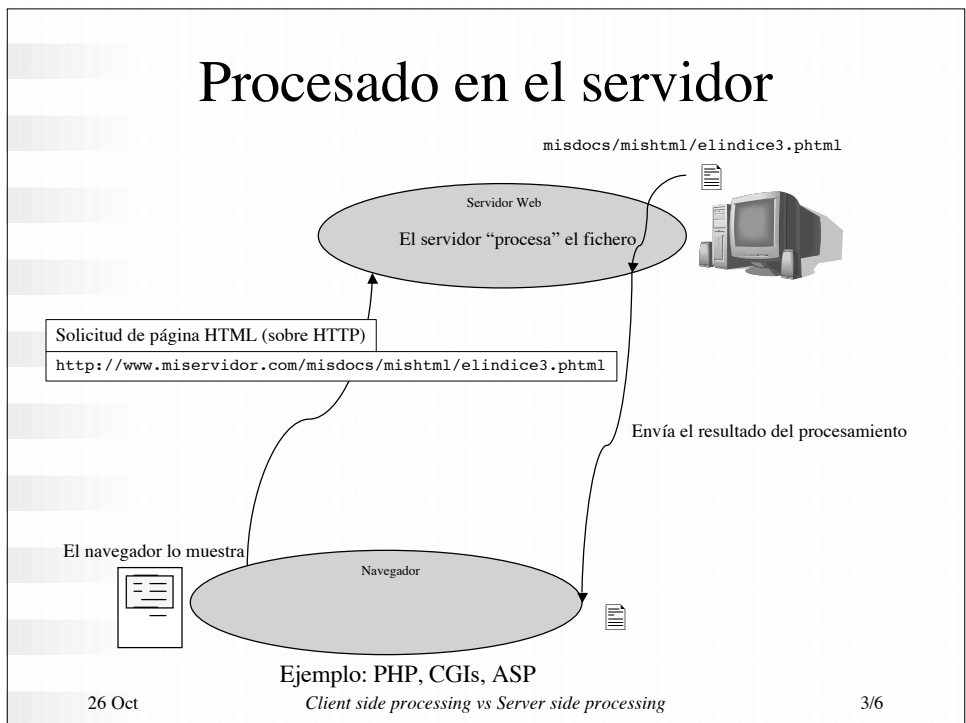 Procesado en el servidor
misdocs/mishtml/elindice3.phtml
Servidor Web
El servidor “procesa” el fichero
Solicitud de página HTML (sobre HTTP)
http://www.miservidor.com/misdocs/mishtml/elindice3.phtml
Envía el resultado del procesamiento
El navegador lo muestra
Navegador
Ejemplo: PHP, CGIs, ASP
26 Oct
Client side processing vs Server side processing
3/6